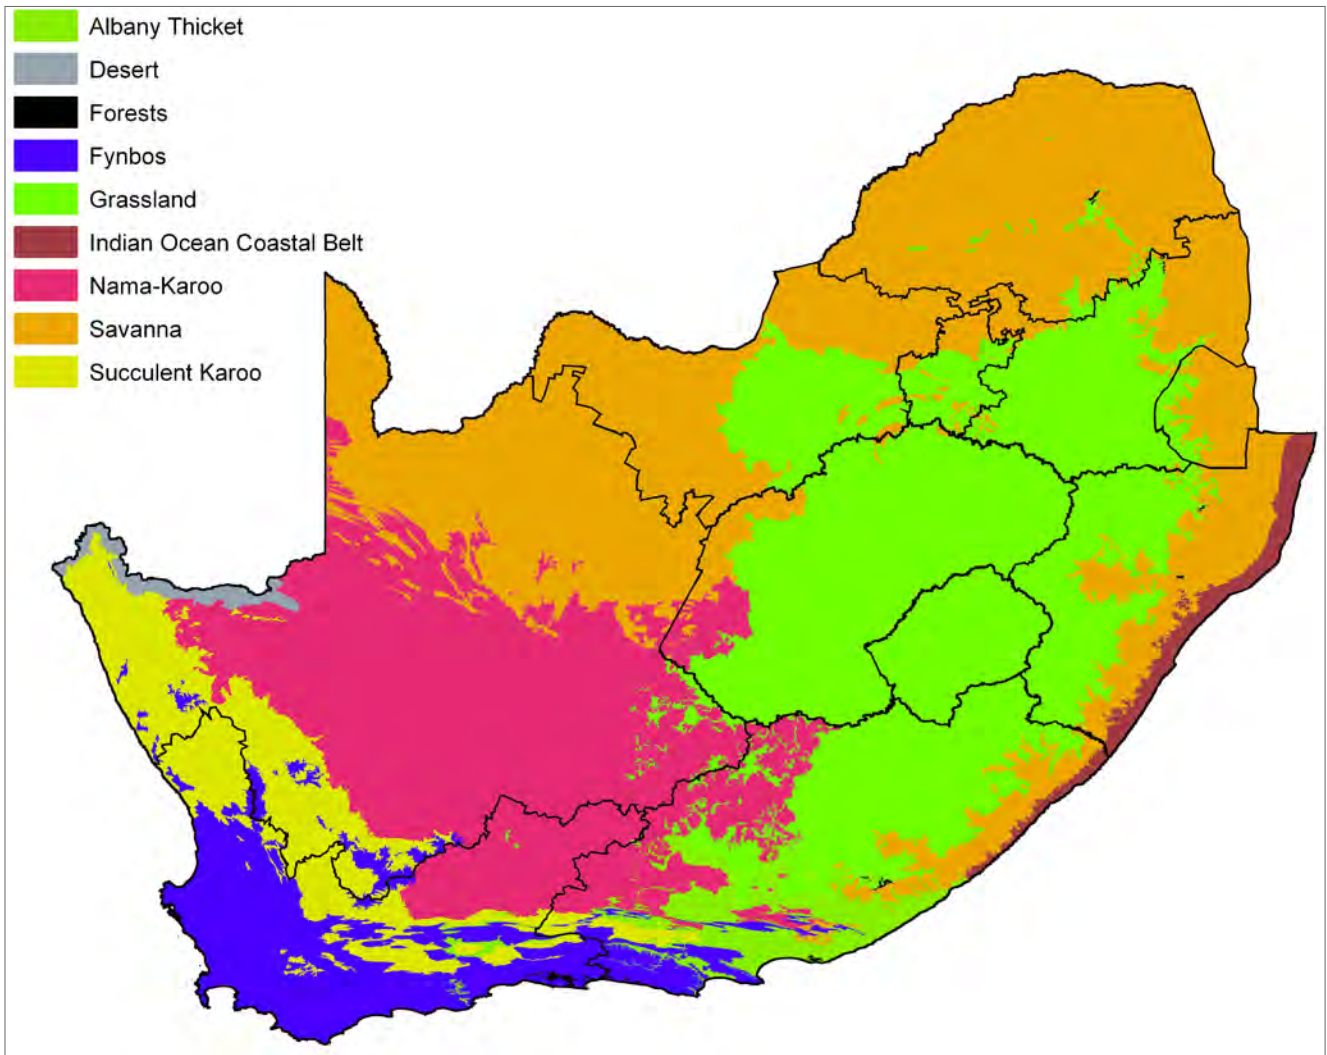 Albany Thicket
Desert
Forests
Fynbos
Grassland
Indian Ocean Coastal Belt
Nama-Karoo
Savanna
Succulent Karoo